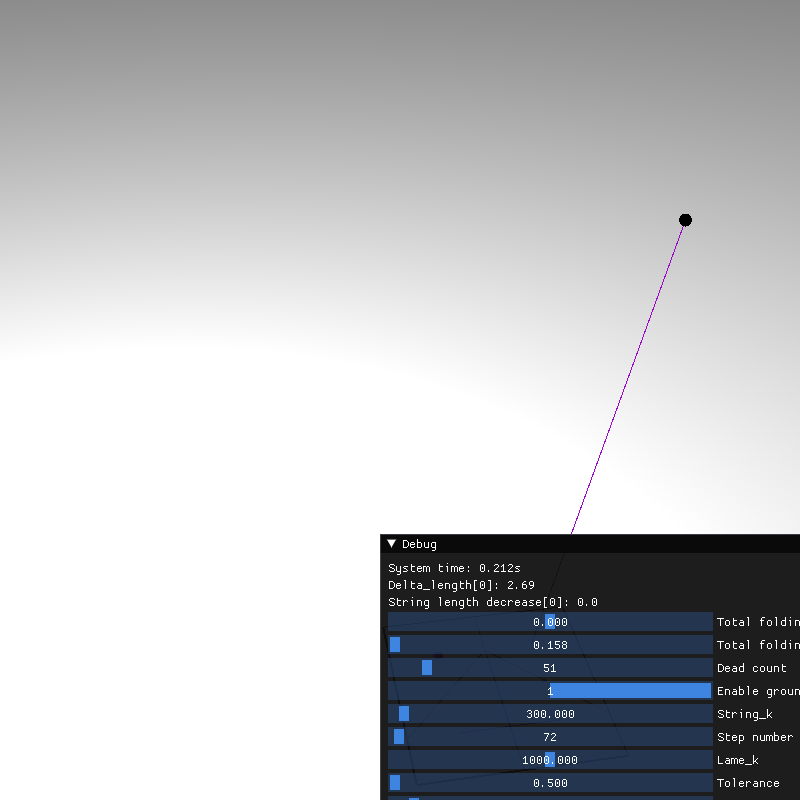 Debug
System time: 0.212s
Delta_length[0]: 2.69
String length decrease[0]: 0.0
0.000 Total foldin
0.158 Total foldin
51 Dead count
1 Enable groun
300.000 String_k
72 Step number
1000.000 Lame_k
0.500 Tolerance